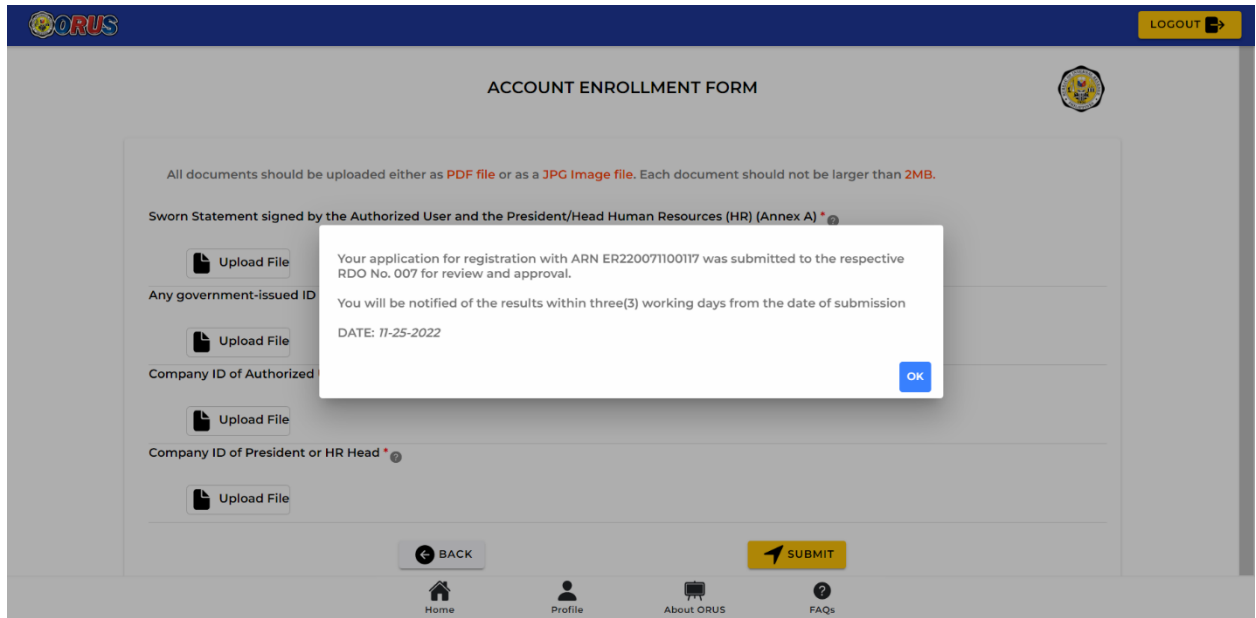 ORUS
LOGOUT
ACCOUNT ENROLLMENT FORM
All documents should be uploaded either as PDF file or as a JPG Image file. Each document should not be larger than 2MB.
Sworn Statement signed by the Authorized User and the President/Head Human Resources (HR) (Annex A) *
Upload File
Your application for registration with ARN ER220071100117 was submitted to the respective
RDO No. 007 for review and approval.
You will be notified of the results within three(3) working days from the date of submission
DATE: 11-25-2022
OK
Any government-issued ID
Upload File
Company ID of Authorized
Upload File
Company ID of President or HR Head *
Upload File
BACK
SUBMIT
Home
Profile
About ORUS
FAQs